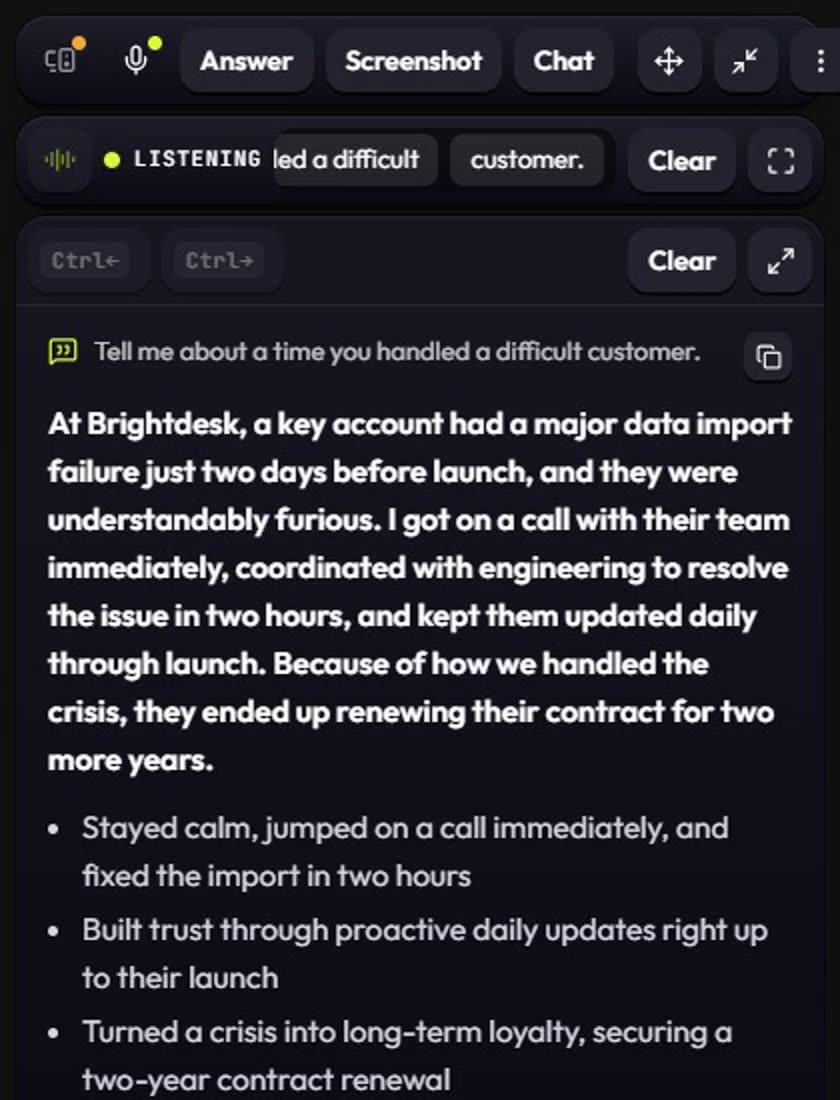 Answer Screenshot Chat
LISTENING led a difficult customer. Clear
Ctrl← Ctrl→ Clear
Tell me about a time you handled a difficult customer.
At Brightdesk, a key account had a major data import
failure just two days before launch, and they were
understandably furious. I got on a call with their team
immediately, coordinated with engineering to resolve
the issue in two hours, and kept them updated daily
through launch. Because of how we handled the
crisis, they ended up renewing their contract for two
more years.
• Stayed calm, jumped on a call immediately, and
fixed the import in two hours
• Built trust through proactive daily updates right up
to their launch
• Turned a crisis into long-term loyalty, securing a
two-year contract renewal